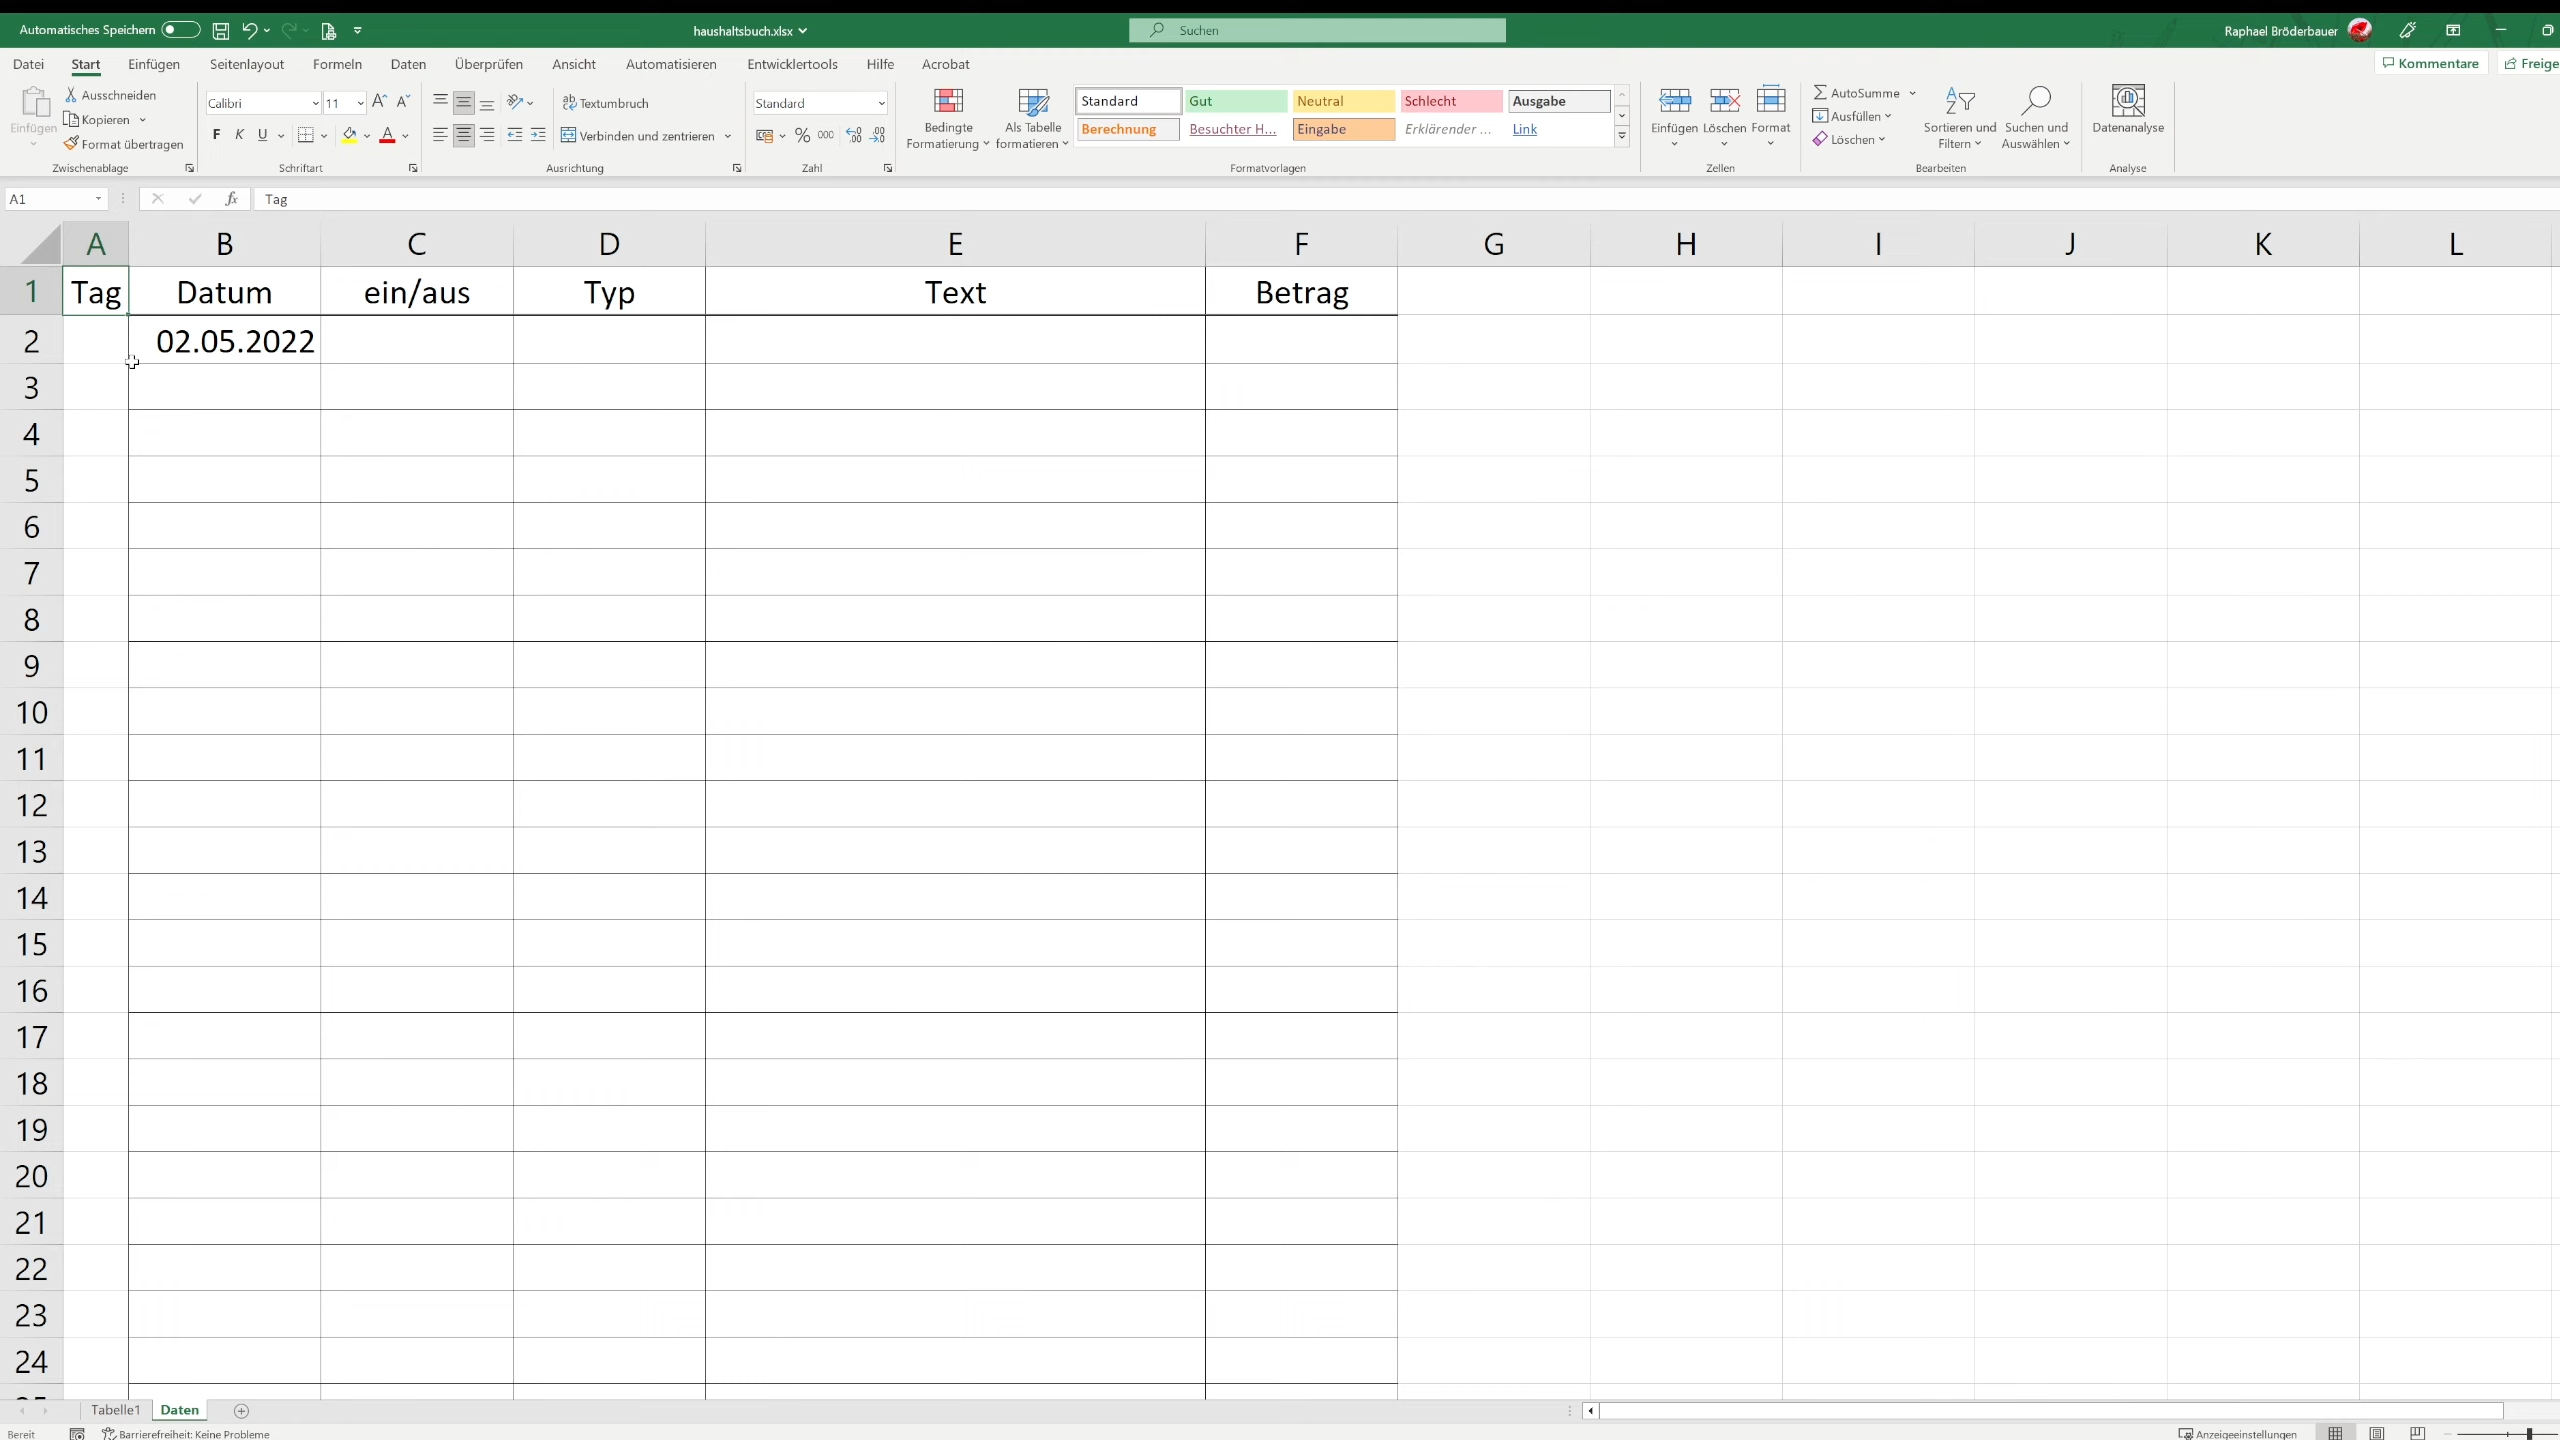 Automatisches Speichern
haushaltsbuch.xlsx
Suchen
Raphael Bröderbauer
Datei Start Einfügen Seitenlayout Formeln Daten Überprüfen Ansicht Automatisieren Entwicklertools Hilfe Acrobat
Kommentare
Freige
Einfügen
Ausschneiden
Kopieren
Format übertragen
Zwischenablage
Calibri 11
F K U
Schriftart
Textumbruch
Verbinden und zentrieren
Ausrichtung
Standard
% 000
Zahl
Bedingte Formatierung
Als Tabelle formatieren
Standard Gut Neutral Schlecht Ausgabe
Berechnung Besuchter H... Eingabe Erklärender ... Link
Formatvorlagen
Einfügen Löschen Format
Zellen
AutoSumme
Ausfüllen
Löschen
Sortieren und Filtern
Suchen und Auswählen
Bearbeiten
Datenanalyse
Analyse
A1 fx Tag
A B C D E F G H I J K L
1 Tag Datum ein/aus Typ Text Betrag
2 02.05.2022
3
4
5
6
7
8
9
10
11
12
13
14
15
16
17
18
19
20
21
22
23
24
Tabelle1 Daten
Bereit
Barrierefreiheit: Keine Probleme
Anzeigeeinstellungen